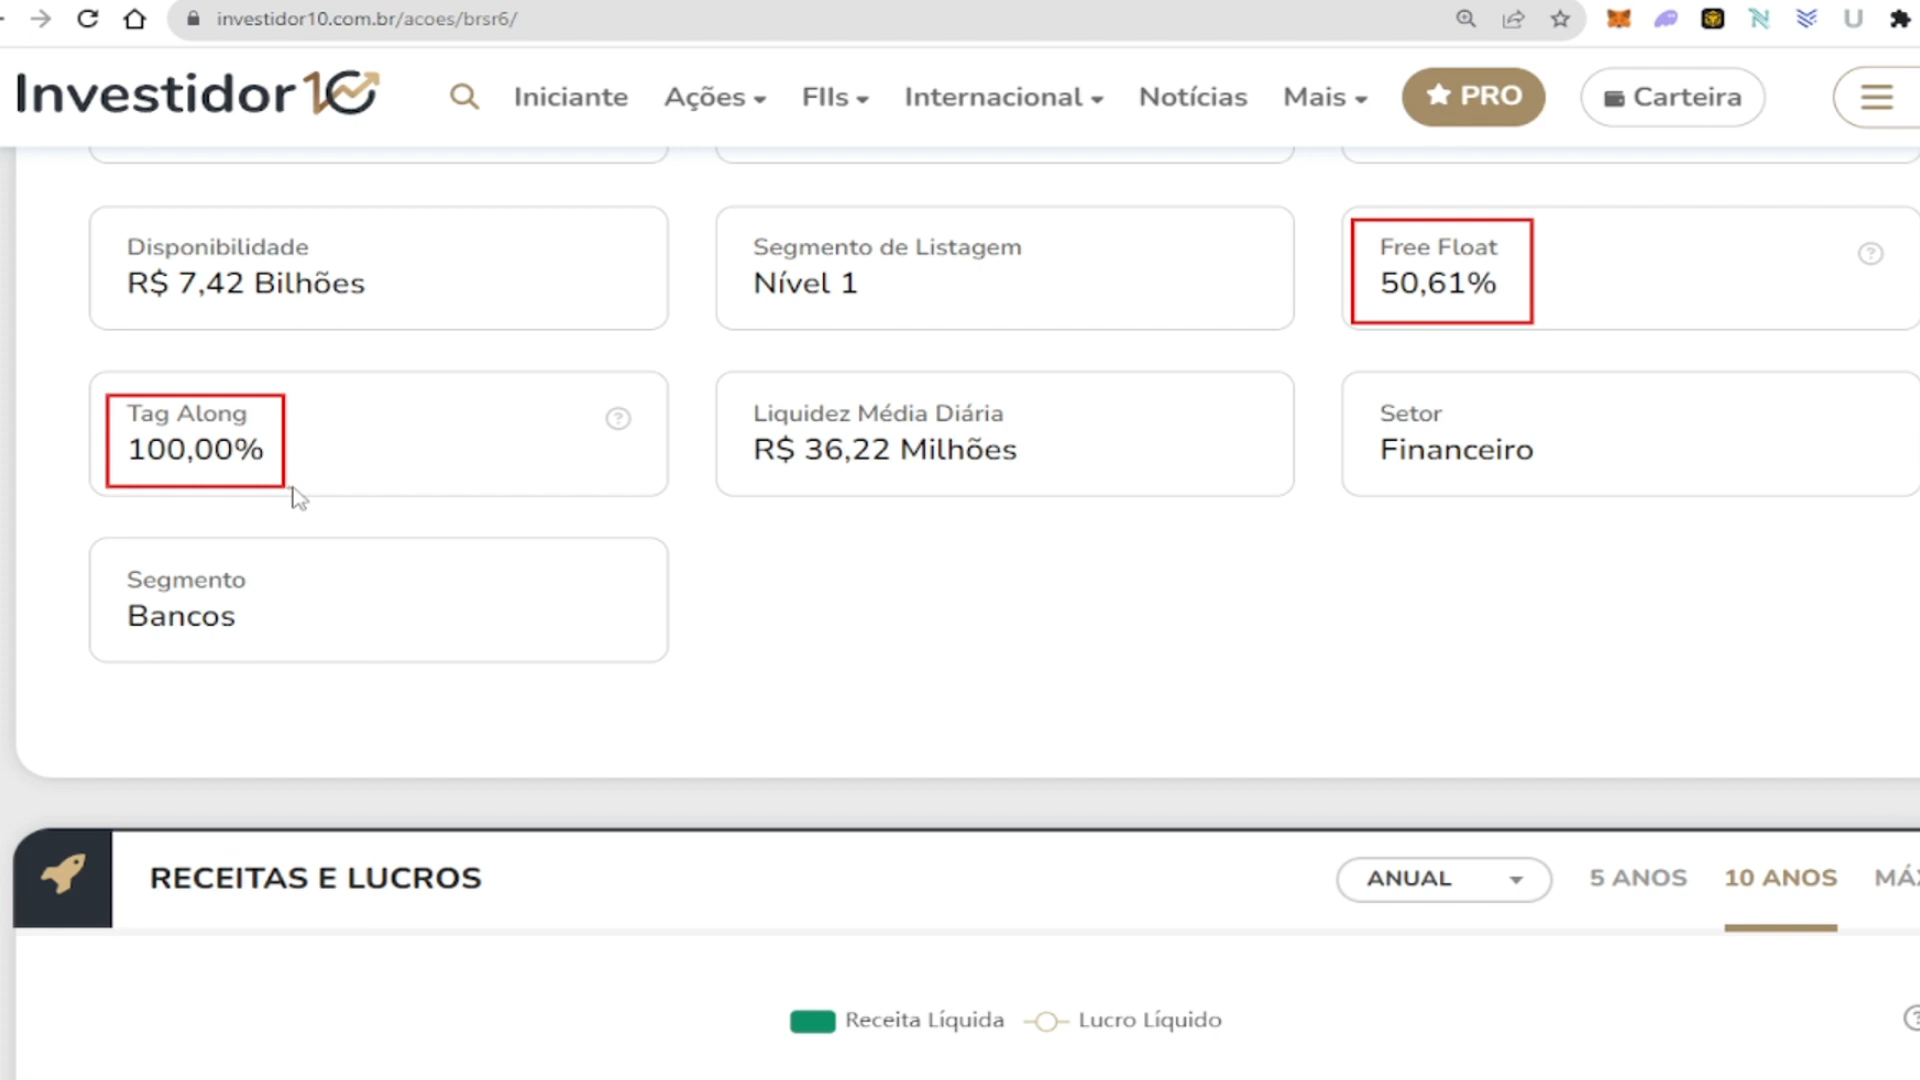 investidor10.com.br/acoes/brsr6/
Investidor 10
Iniciante
Ações
FIIs
Internacional
Notícias
Mais
PRO
Carteira
Disponibilidade
R$ 7,42 Bilhões
Segmento de Listagem
Nível 1
Free Float
50,61%
Tag Along
100,00%
Liquidez Média Diária
R$ 36,22 Milhões
Setor
Financeiro
Segmento
Bancos
RECEITAS E LUCROS
ANUAL
5 ANOS
10 ANOS
Receita Líquida
Lucro Líquido